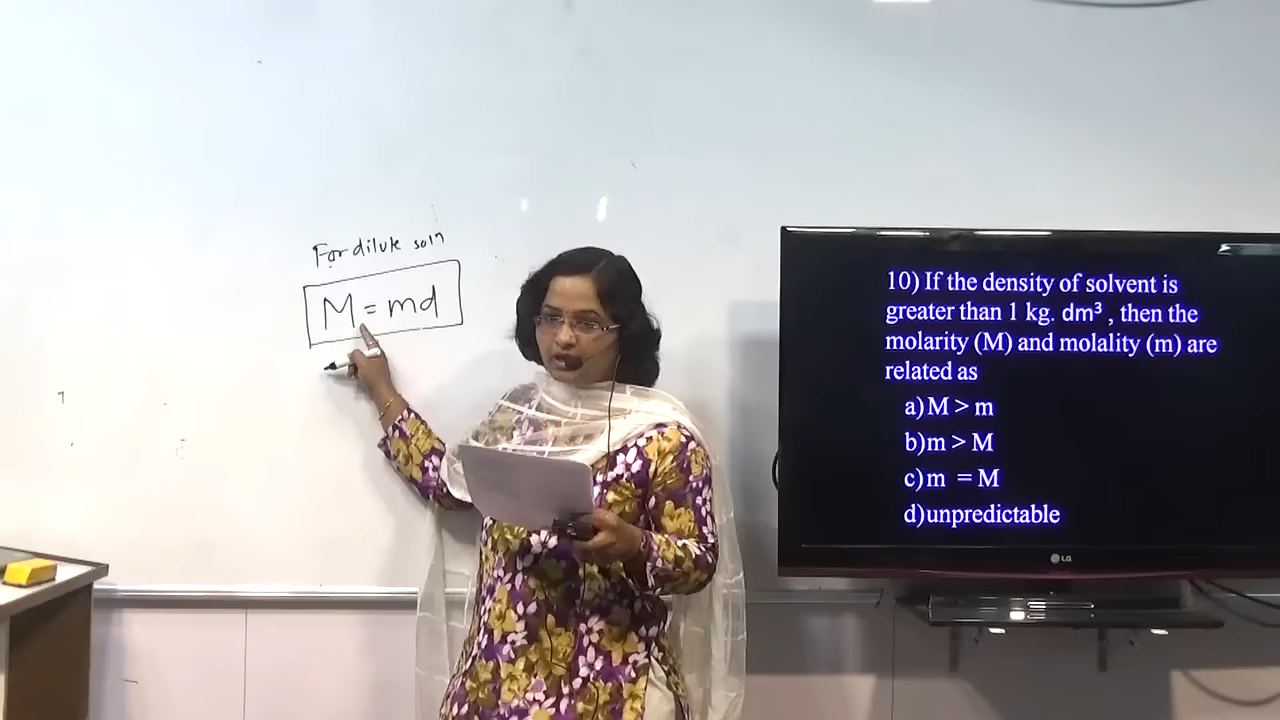 For dilute soln
M = md
10) If the density of solvent is
greater than 1 kg. dm³ , then the
molarity (M) and molality (m) are
related as
a) M > m
b) m > M
c) m = M
d) unpredictable
LG